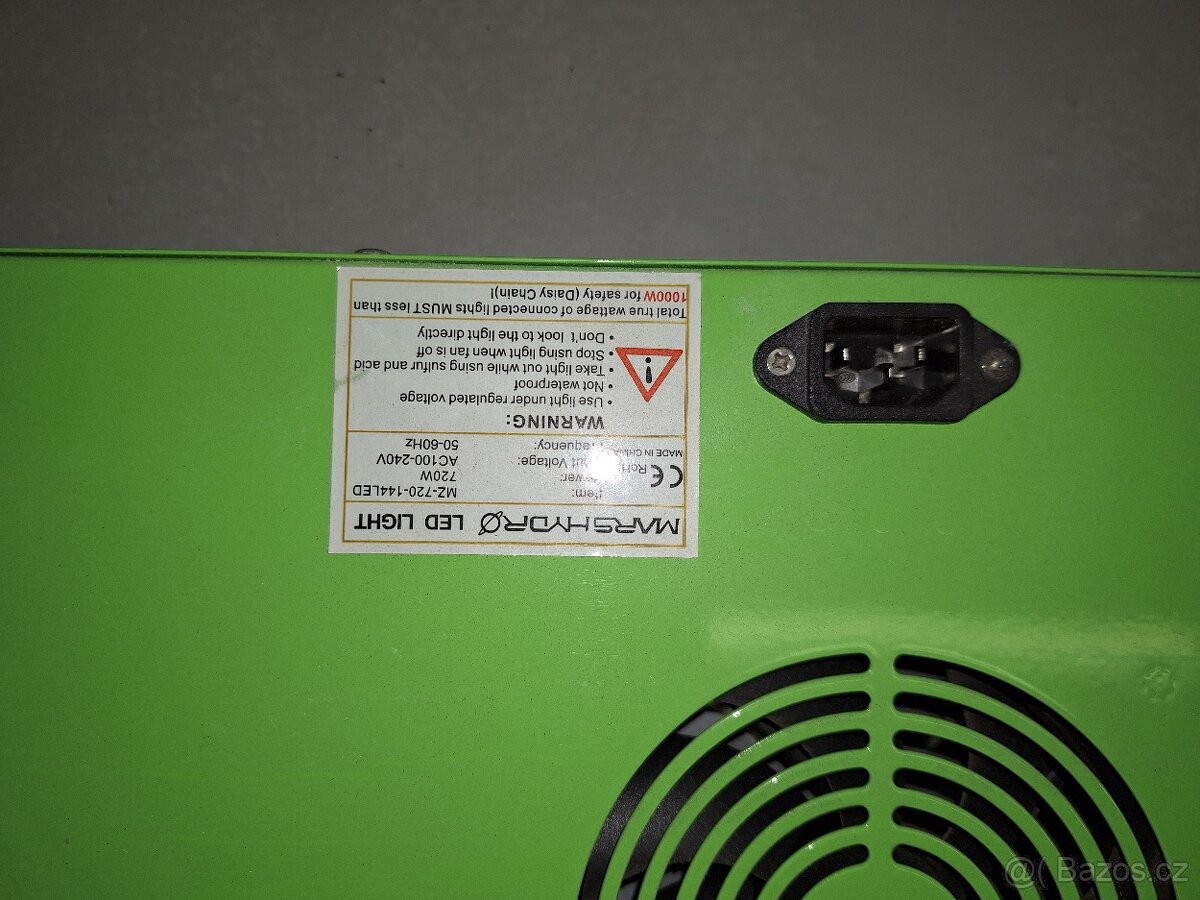 MARSHYDRO LED LIGHT
Item: MZ-720-144LED
720W
Voltage: AC100-240V
50-60Hz
CE
MADE IN
WARNING:
• Use light under regulated voltage
• Not waterproof
• Take light out while using sulfur and acid
• Stop using light when fan is off
• Don't look to the light directly
Total true wattage of connected lights MUST less than
1000W for safety (Daisy Chain)!
@( Bazos.cz